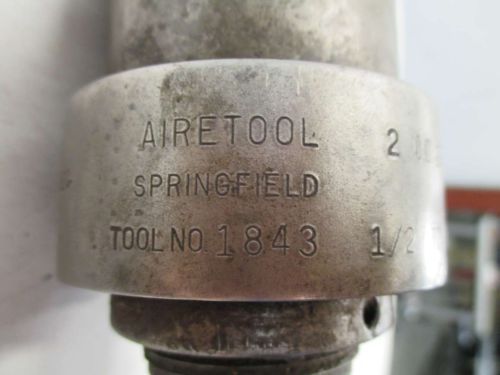 AIRETOOL 2
SPRINGFIELD
TOOL NO. 1843 1/2